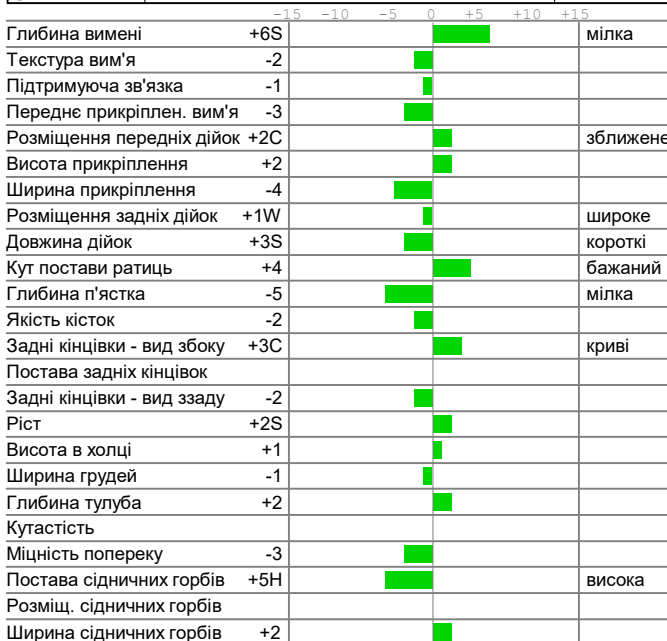 -15 -10 -5 0 +5 +10 +15
Глибина вимені +6S мілка
Текстура вим'я -2
Підтримуюча зв'язка -1
Переднє прикріплен. вим'я -3
Розміщення передніх дійок +2C зближене
Висота прикріплення +2
Ширина прикріплення -4
Розміщення задніх дійок +1W широке
Довжина дійок +3S короткі
Кут постави ратиць +4 бажаний
Глибина п'ястка -5 мілка
Якість кісток -2
Задні кінцівки - вид збоку +3C криві
Постава задніх кінцівок
Задні кінцівки - вид ззаду -2
Ріст +2S
Висота в холці +1
Ширина грудей -1
Глибина тулуба +2
Кутастість
Міцність попереку -3
Постава сідничних горбів +5H висока
Розміщ. сідничних горбів
Ширина сідничних горбів +2